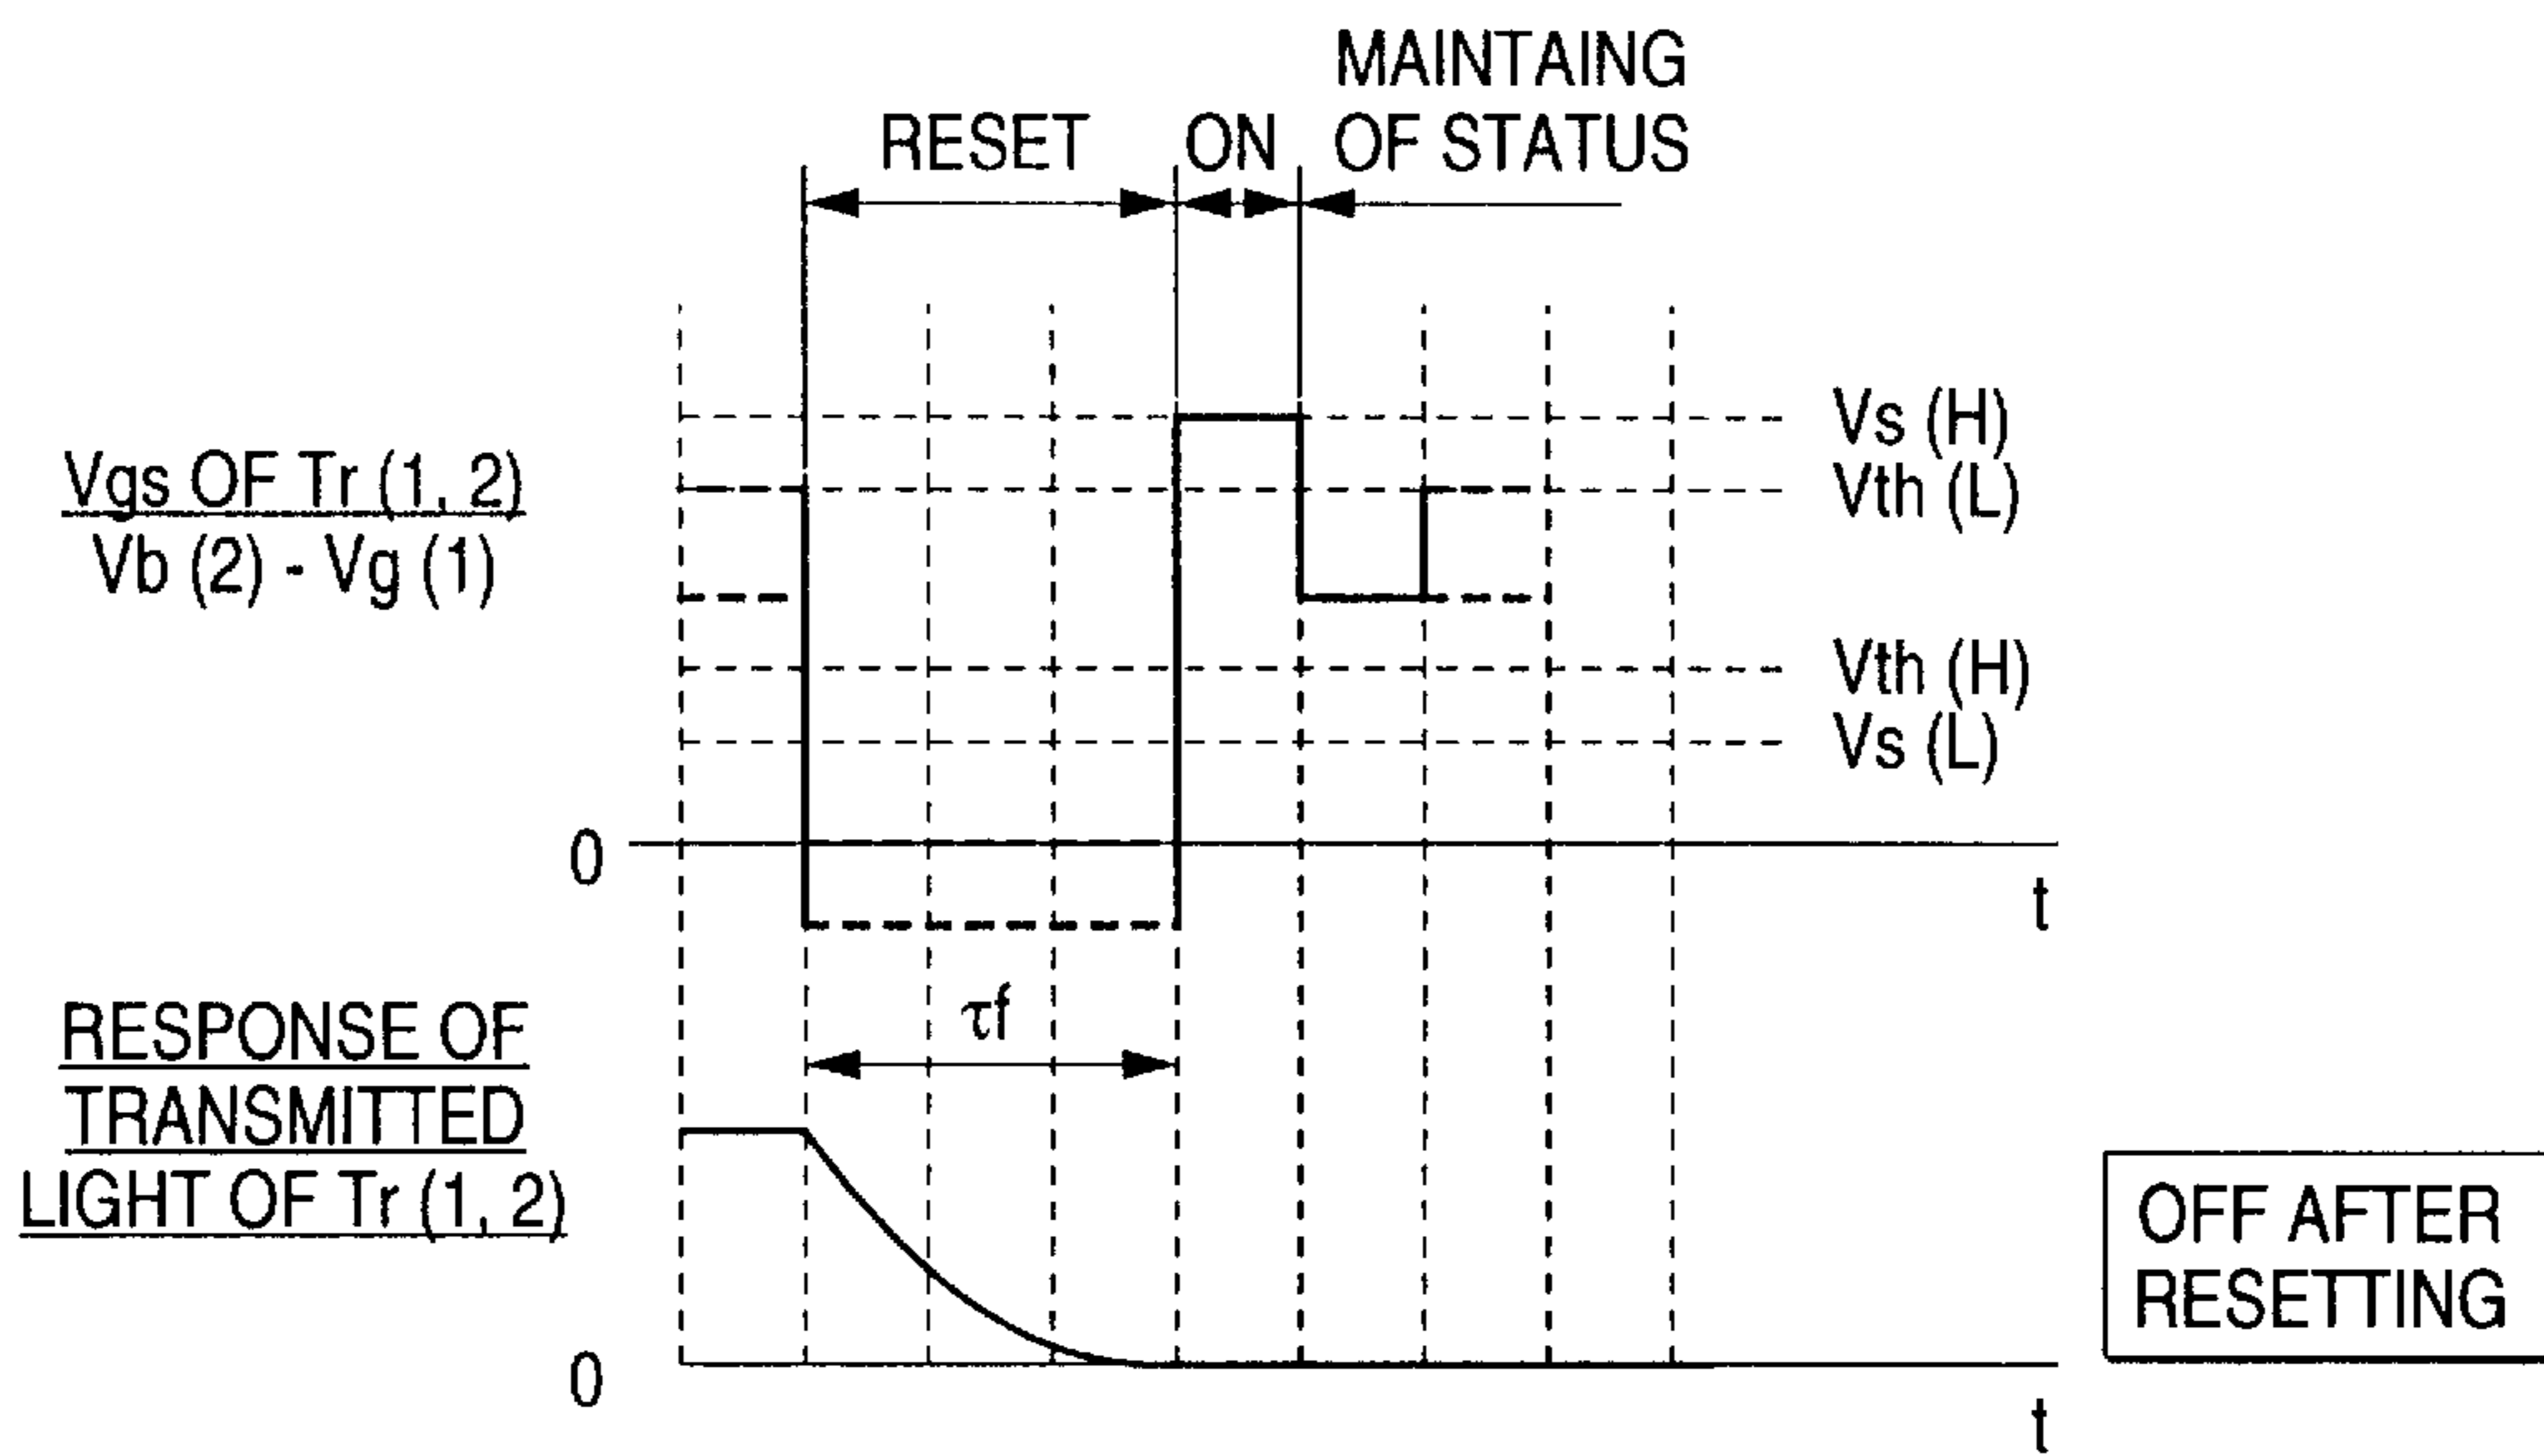 MAINTAING
RESET ON OF STATUS
Vs (H)
Vgs OF Tr (1, 2)
Vth (L)
Vb (2) - Vg (1)
Vth (H)
Vs (L)
0
t
τf
RESPONSE OF
TRANSMITTED
LIGHT OF Tr (1, 2)
OFF AFTER
RESETTING
0
t